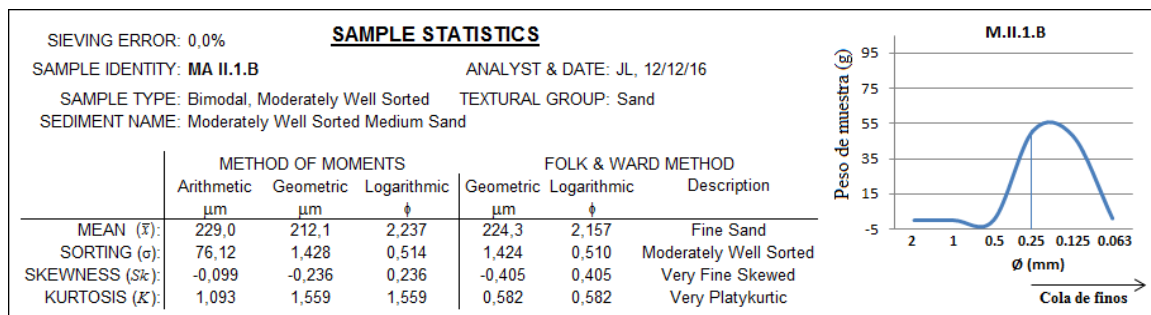 SAMPLE STATISTICS
SIEVING ERROR: 0,0%
SAMPLE IDENTITY: MA II.1.B ANALYST & DATE: JL, 12/12/16
SAMPLE TYPE: Bimodal, Moderately Well Sorted TEXTURAL GROUP: Sand
SEDIMENT NAME: Moderately Well Sorted Medium Sand
METHOD OF MOMENTS FOLK & WARD METHOD
Arithmetic Geometric Logarithmic Geometric Logarithmic Description
μm μm ϕ μm ϕ
MEAN (x̄): 229,0 212,1 2,237 224,3 2,157 Fine Sand
SORTING (σ): 76,12 1,428 0,514 1,424 0,510 Moderately Well Sorted
SKEWNESS (Sk): -0,099 -0,236 0,236 -0,405 0,405 Very Fine Skewed
KURTOSIS (K): 1,093 1,559 1,559 0,582 0,582 Very Platykurtic
M.II.1.B
Peso de muestra (g)
95
75
55
35
15
-5
2 1 0.5 0.25 0.125 0.063
Ø (mm)
Cola de finos